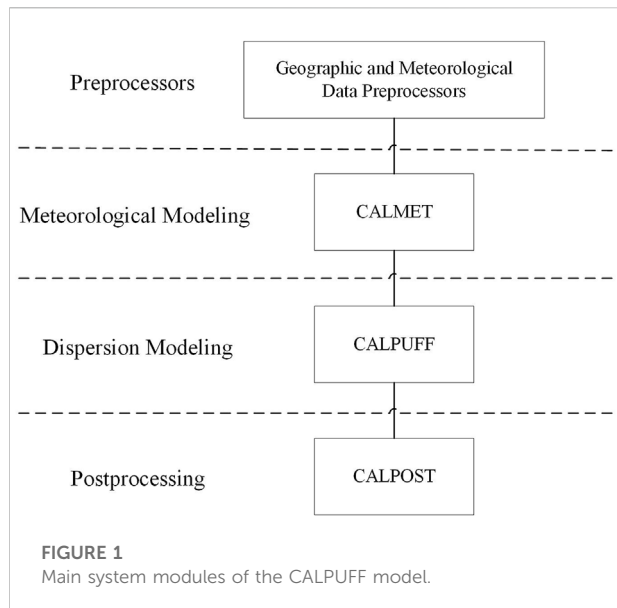 Preprocessors
Geographic and Meteorological
Data Preprocessors
Meteorological Modeling
CALMET
Dispersion Modeling
CALPUFF
Postprocessing
CALPOST
FIGURE 1
Main system modules of the CALPUFF model.